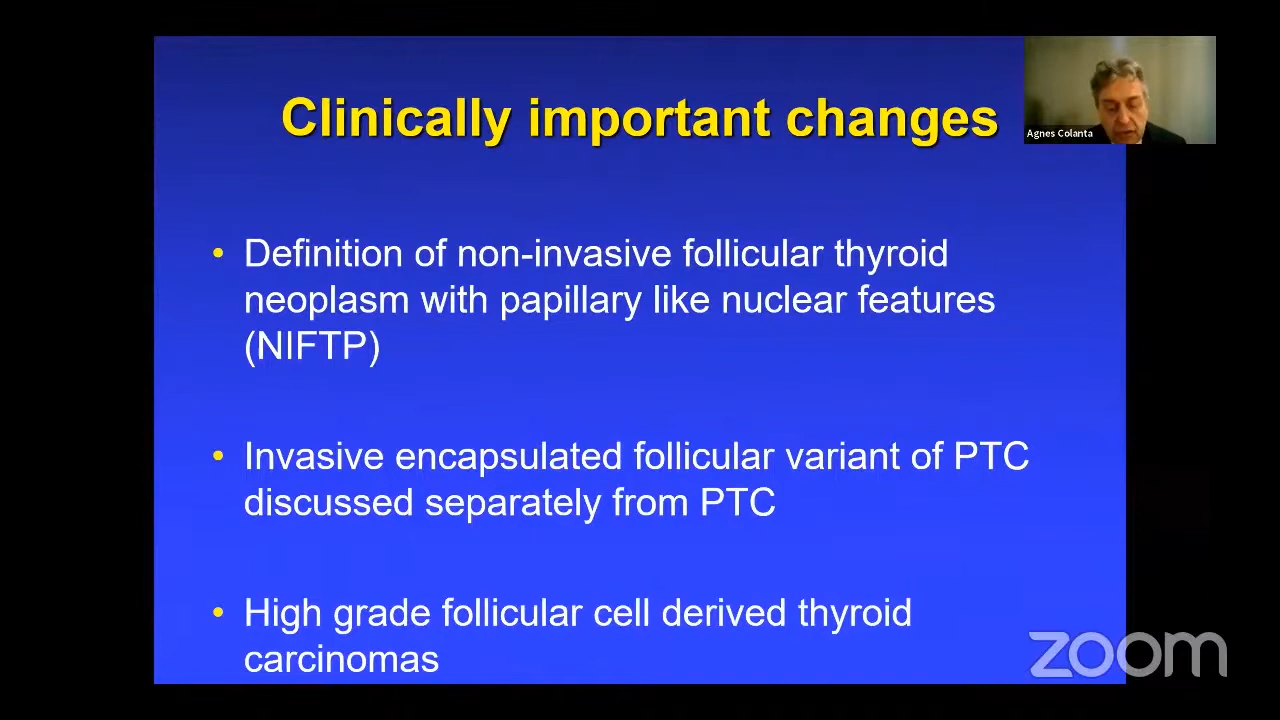 Clinically important changes
Agnes Colanta
• Definition of non-invasive follicular thyroid
neoplasm with papillary like nuclear features
(NIFTP)
• Invasive encapsulated follicular variant of PTC
discussed separately from PTC
• High grade follicular cell derived thyroid
carcinomas
zoom